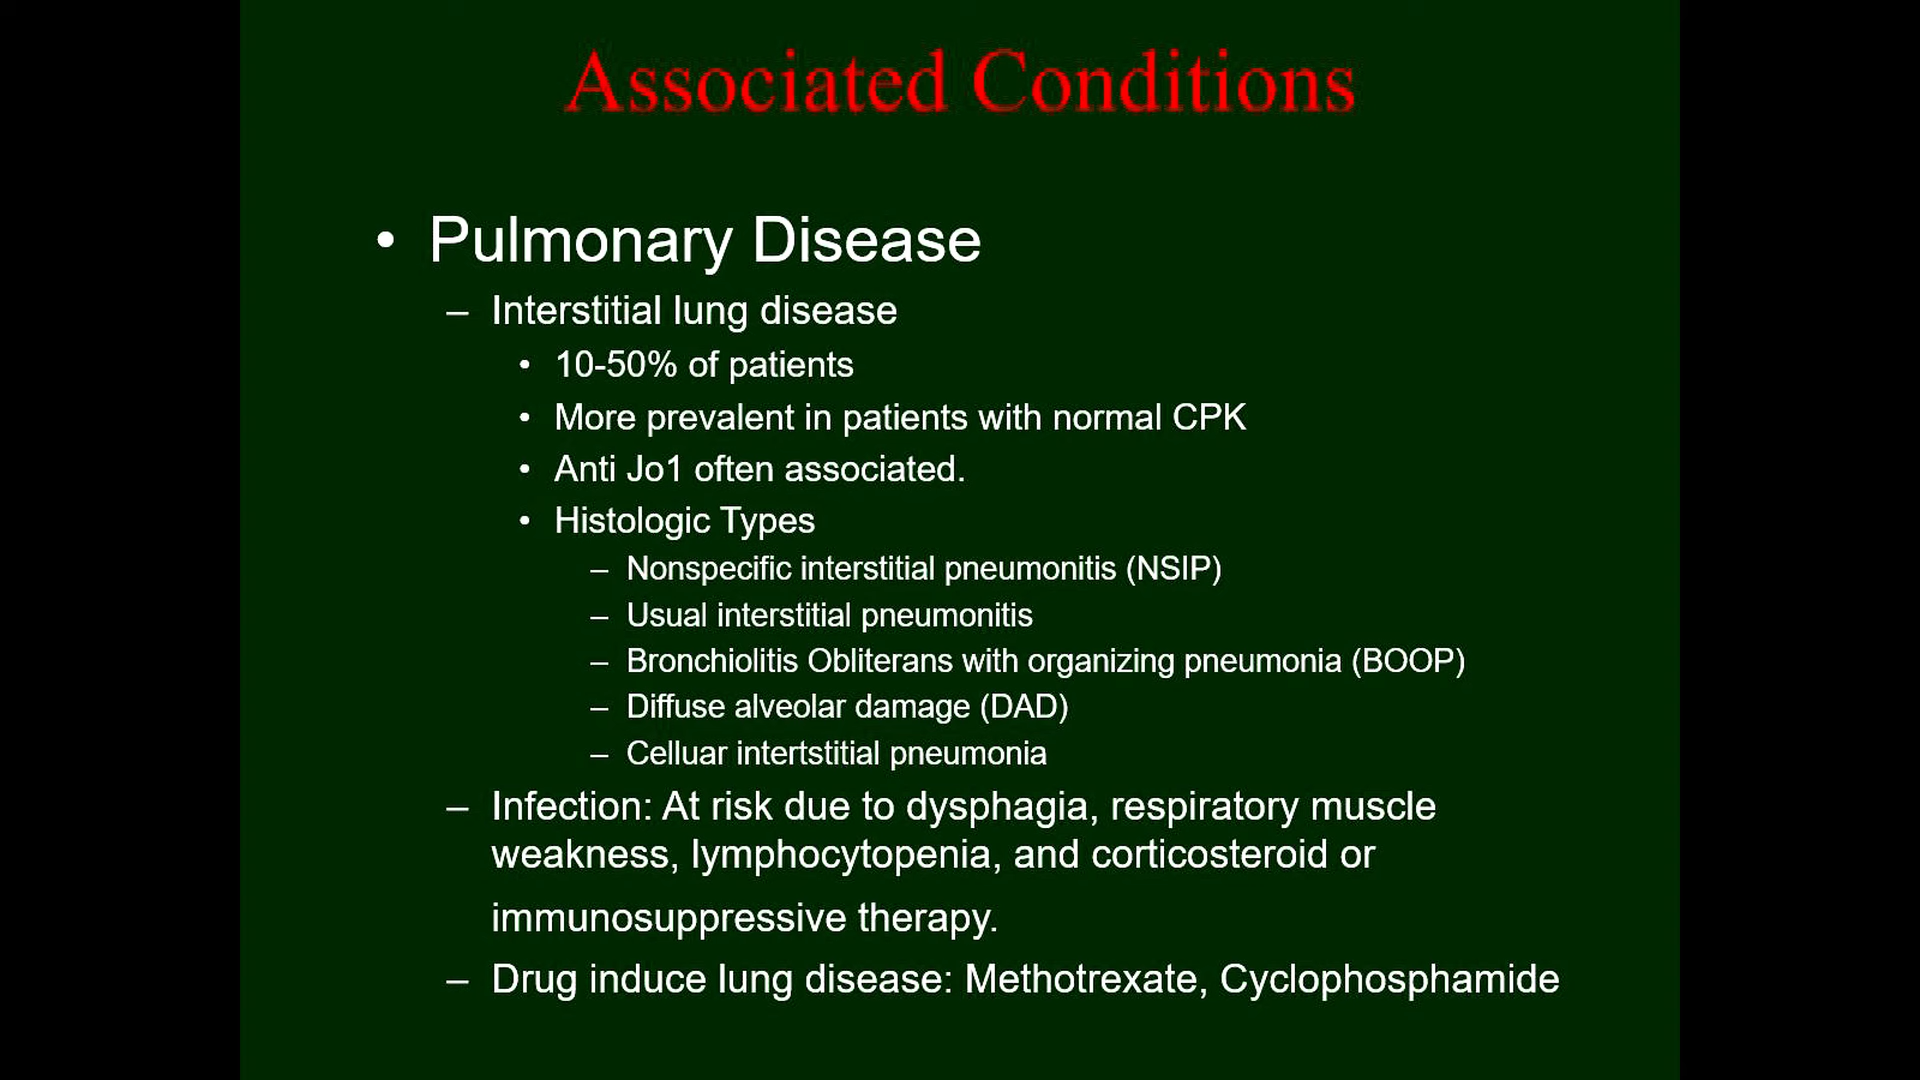 Associated Conditions
• Pulmonary Disease
– Interstitial lung disease
• 10-50% of patients
• More prevalent in patients with normal CPK
• Anti Jo1 often associated.
• Histologic Types
– Nonspecific interstitial pneumonitis (NSIP)
– Usual interstitial pneumonitis
– Bronchiolitis Obliterans with organizing pneumonia (BOOP)
– Diffuse alveolar damage (DAD)
– Celluar intertstitial pneumonia
– Infection: At risk due to dysphagia, respiratory muscle
weakness, lymphocytopenia, and corticosteroid or
immunosuppressive therapy.
– Drug induce lung disease: Methotrexate, Cyclophosphamide